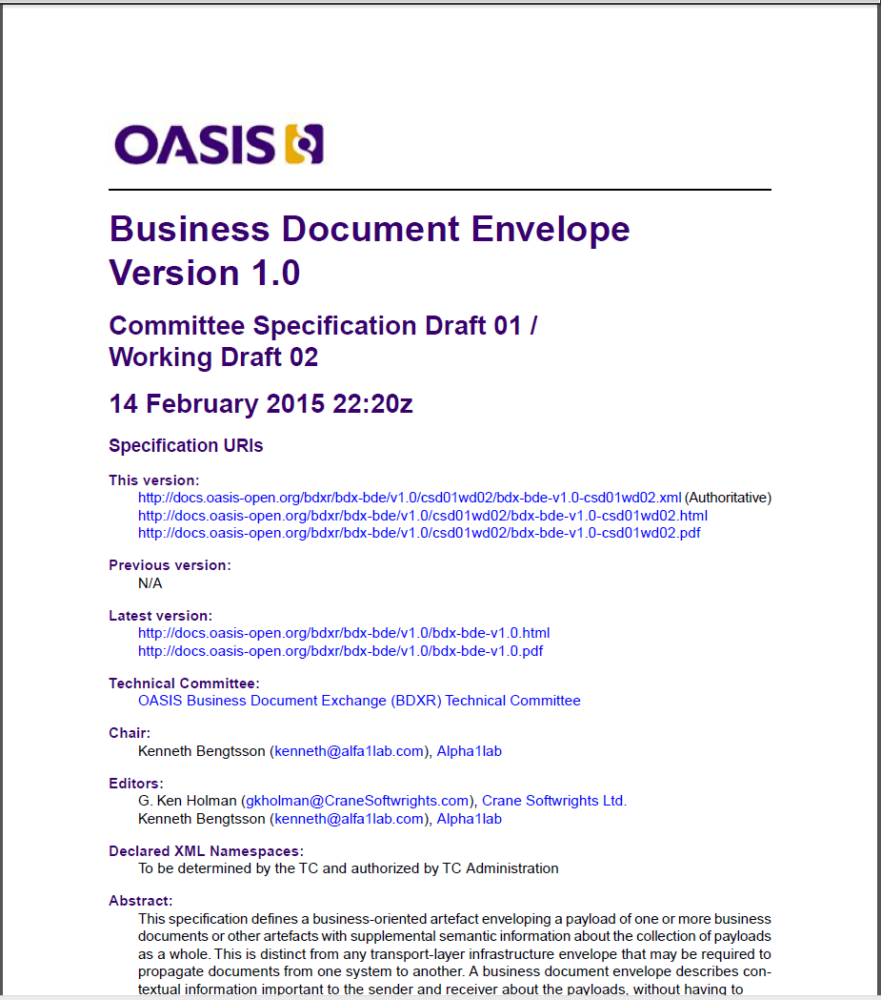 OASIS
Business Document Envelope
Version 1.0
Committee Specification Draft 01 /
Working Draft 02
14 February 2015 22:20z
Specification URIs
This version:
http://docs.oasis-open.org/bdxr/bdx-bde/v1.0/csd01wd02/bdx-bde-v1.0-csd01wd02.xml (Authoritative)
http://docs.oasis-open.org/bdxr/bdx-bde/v1.0/csd01wd02/bdx-bde-v1.0-csd01wd02.html
http://docs.oasis-open.org/bdxr/bdx-bde/v1.0/csd01wd02/bdx-bde-v1.0-csd01wd02.pdf
Previous version:
N/A
Latest version:
http://docs.oasis-open.org/bdxr/bdx-bde/v1.0/bdx-bde-v1.0.html
http://docs.oasis-open.org/bdxr/bdx-bde/v1.0/bdx-bde-v1.0.pdf
Technical Committee:
OASIS Business Document Exchange (BDXR) Technical Committee
Chair:
Kenneth Bengtsson (kenneth@alfa1lab.com), Alpha1lab
Editors:
G. Ken Holman (gkholman@CraneSoftwrights.com), Crane Softwrights Ltd.
Kenneth Bengtsson (kenneth@alfa1lab.com), Alpha1lab
Declared XML Namespaces:
To be determined by the TC and authorized by TC Administration
Abstract:
This specification defines a business-oriented artefact enveloping a payload of one or more business
documents or other artefacts with supplemental semantic information about the collection of payloads
as a whole. This is distinct from any transport-layer infrastructure envelope that may be required to
propagate documents from one system to another. A business document envelope describes con-
textual information important to the sender and receiver about the payloads, without having to